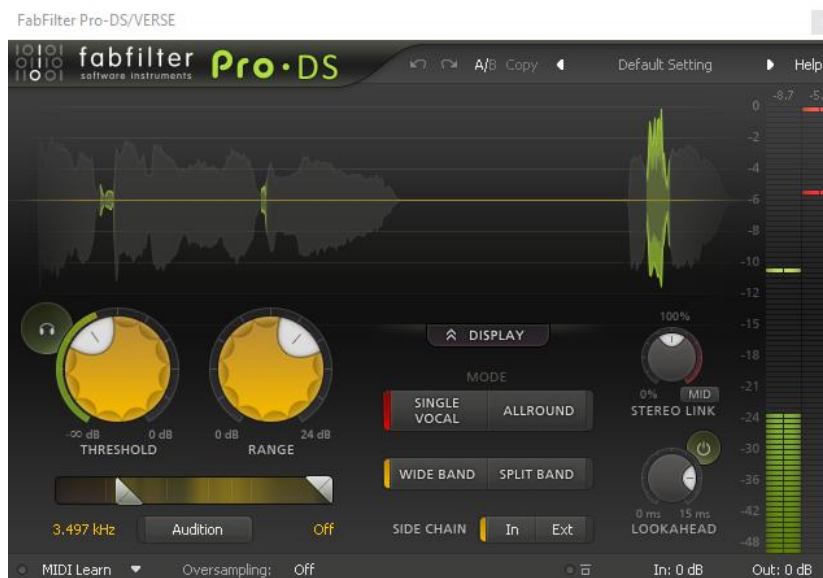 FabFilter Pro-DS/VERSE
fabfilter Pro·DS
software instruments
A/B Copy Default Setting Help
-8.7
0
-2
-4
-6
-8
-10
-12
-15
-18
-21
-24
-30
-36
-42
-48
DISPLAY
100%
0% MID
STEREO LINK
MODE
SINGLE VOCAL ALLROUND
-∞ dB 0 dB
THRESHOLD
0 dB 24 dB
RANGE
WIDE BAND SPLIT BAND
0 ms 15 ms
LOOKAHEAD
3.497 kHz Audition Off
SIDE CHAIN In Ext
MIDI Learn Oversampling: Off In: 0 dB Out: 0 dB